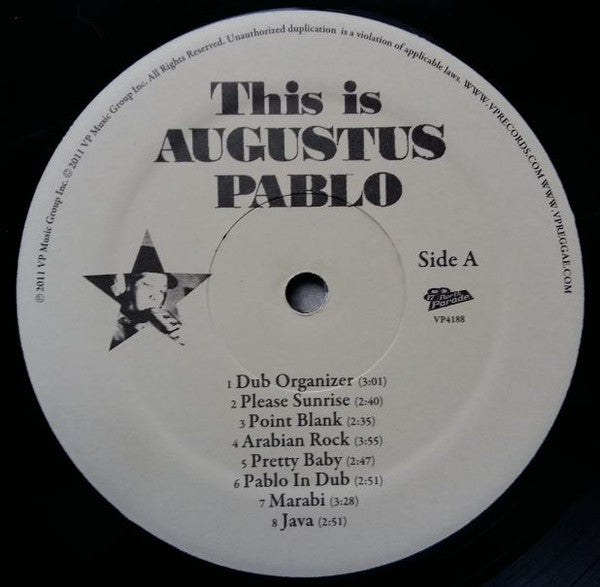 ℗ 2011 VP Music Group Inc. © 2011 VP Music Group Inc. All Rights Reserved. Unauthorized duplication is a violation of applicable laws. WWW.VPRECORDS.COM WWW.VPREGGAE.COM
This is
AUGUSTUS
PABLO
Side A
17 North
Parade
VP4188
1 Dub Organizer (3:01)
2 Please Sunrise (2:40)
3 Point Blank (2:35)
4 Arabian Rock (3:55)
5 Pretty Baby (2:47)
6 Pablo In Dub (2:51)
7 Marabi (3:28)
8 Java (2:51)